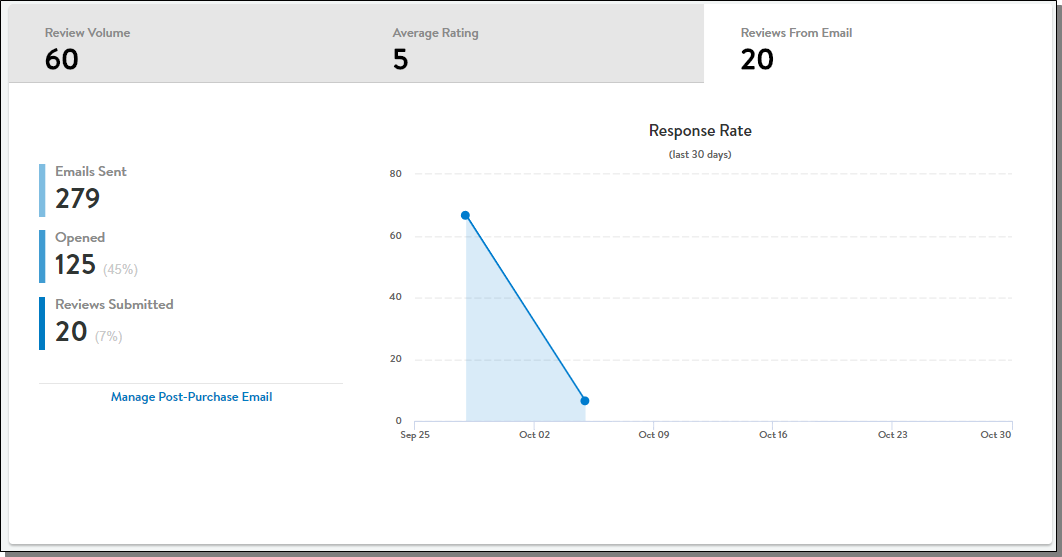 Review Volume
60
Average Rating
5
Reviews From Email
20
Emails Sent
279
Opened
125 (45%)
Reviews Submitted
20 (7%)
Manage Post-Purchase Email
Response Rate
(last 30 days)
80
60
40
20
0
Sep 25 Oct 02 Oct 09 Oct 16 Oct 23 Oct 30